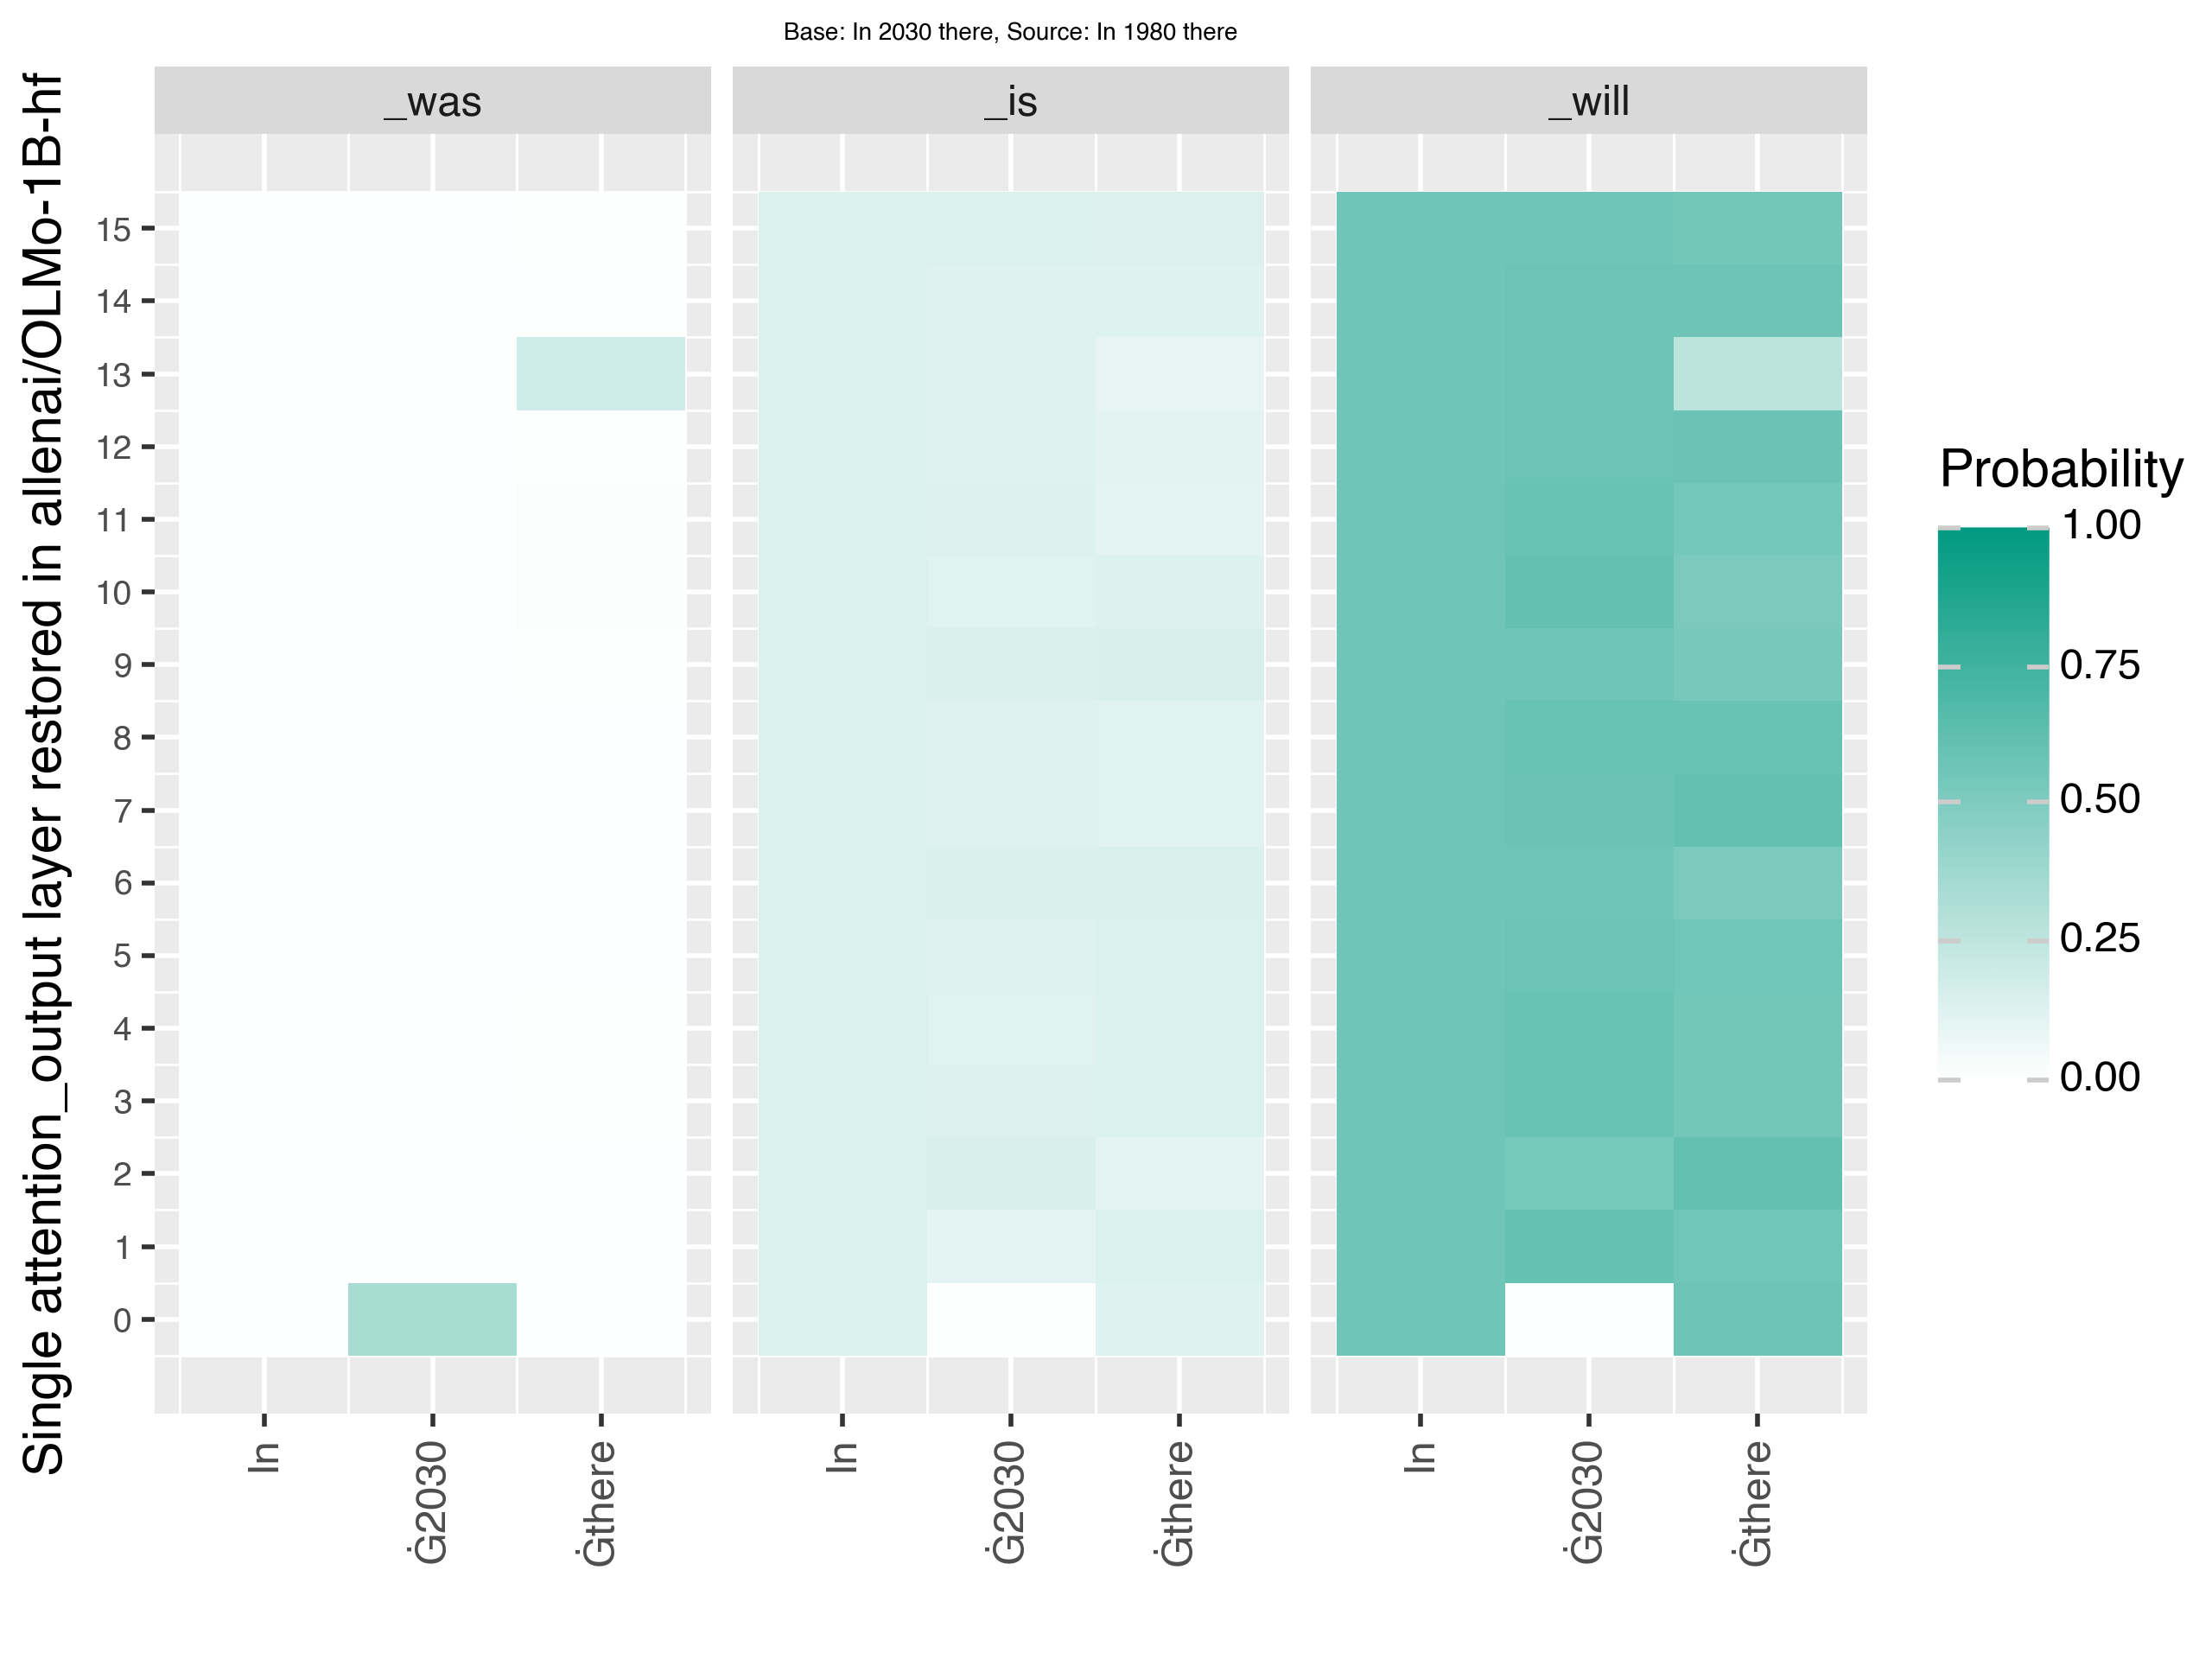 Base: In 2030 there, Source: In 1980 there
Single attention_output layer restored in allenai/OLMo-1B-hf
_was
_is
_will
15
14
13
12
11
10
9
8
7
6
5
4
3
2
1
0
In
Ġ2030
Ġthere
In
Ġ2030
Ġthere
In
Ġ2030
Ġthere
Probability
1.00
0.75
0.50
0.25
0.00